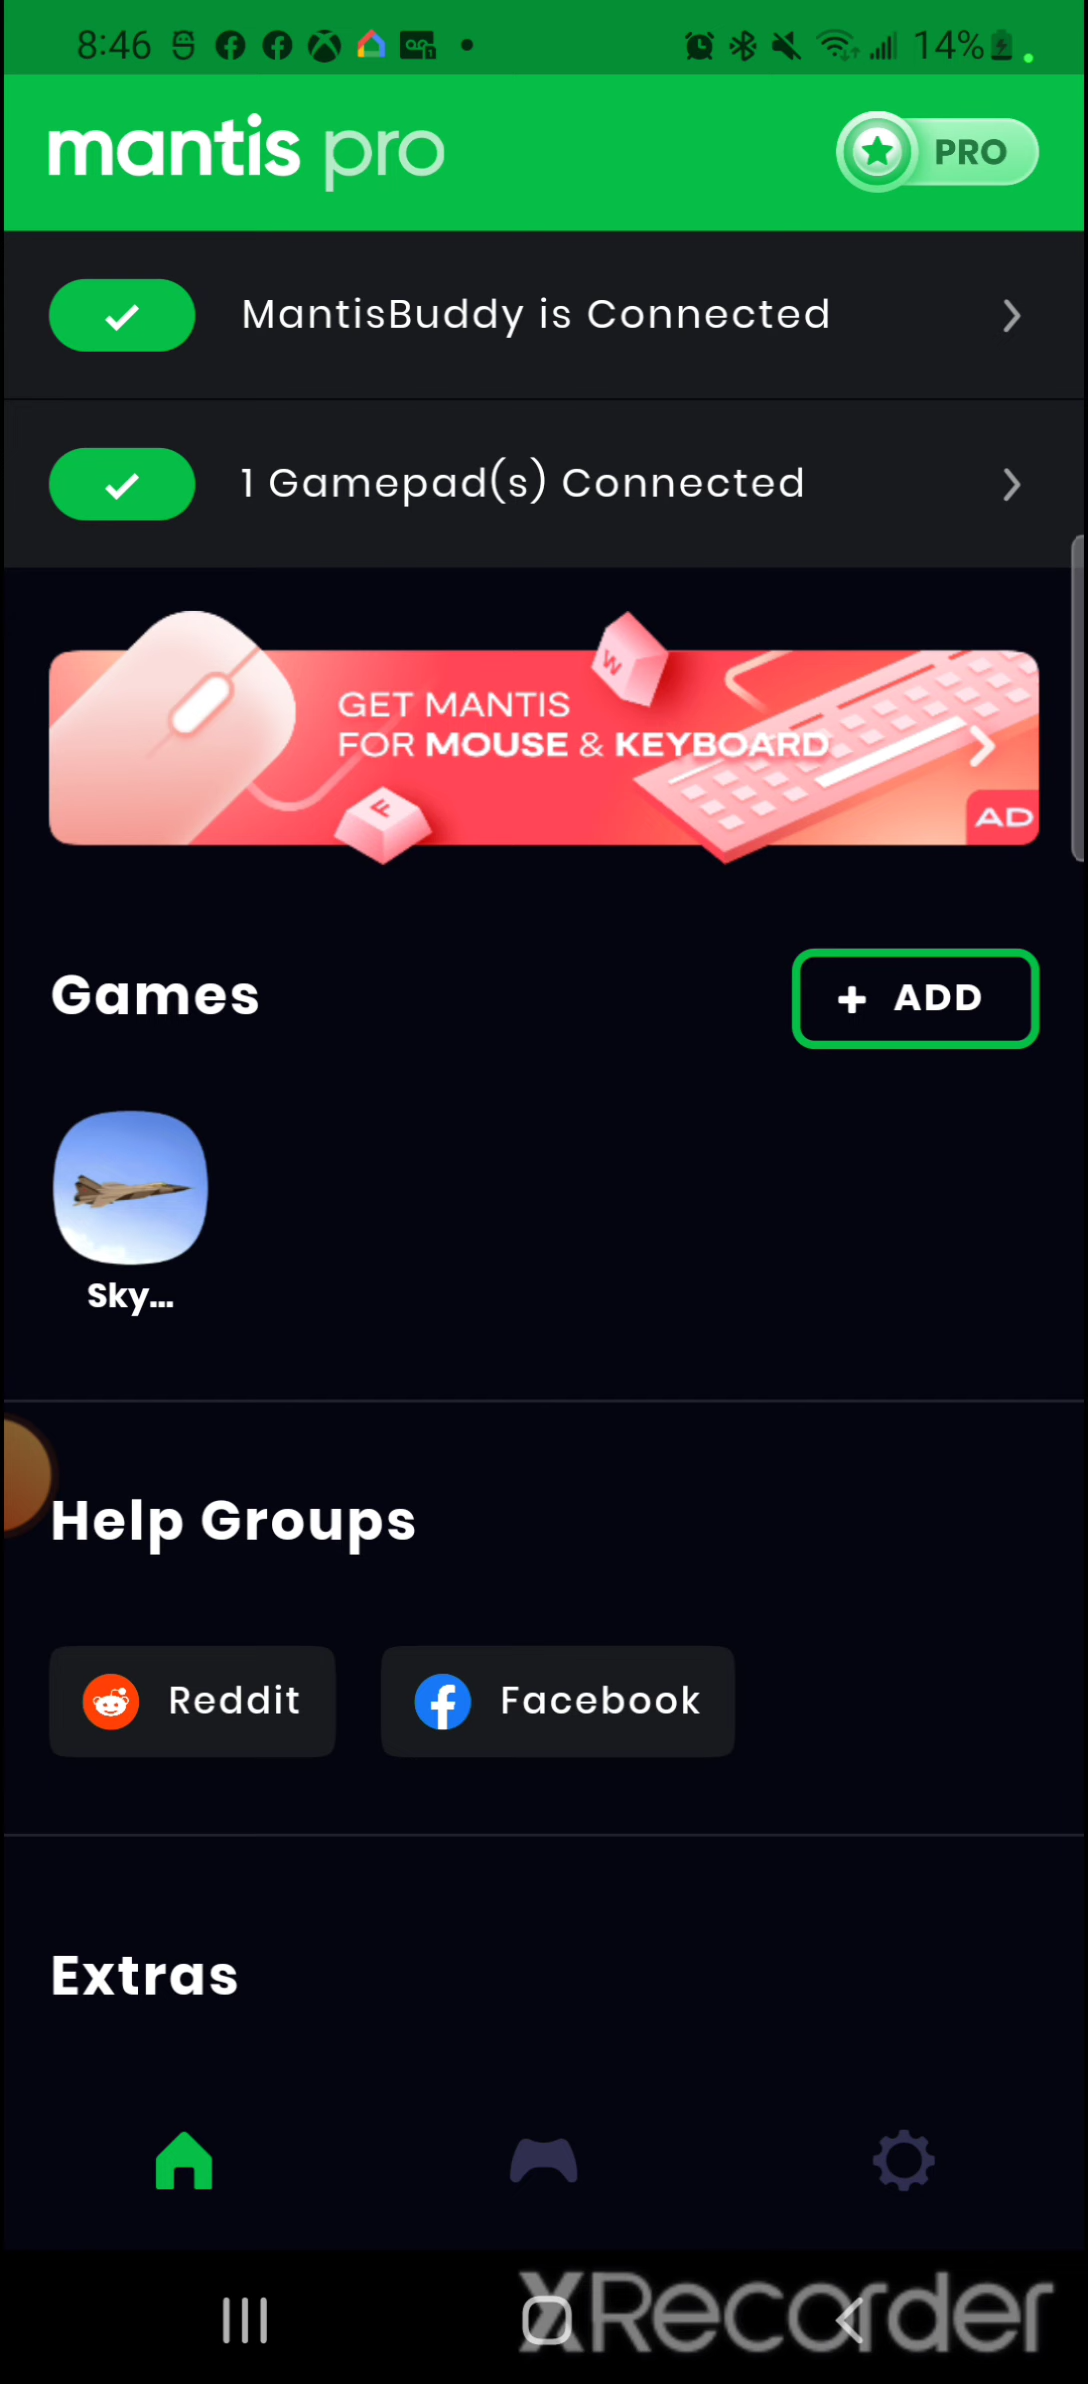 8:46 14%
mantis pro PRO
MantisBuddy is Connected
1 Gamepad(s) Connected
GET MANTIS
FOR MOUSE & KEYBOARD
W
F
AD
Games + ADD
Sky...
Help Groups
Reddit Facebook
Extras
XRecorder